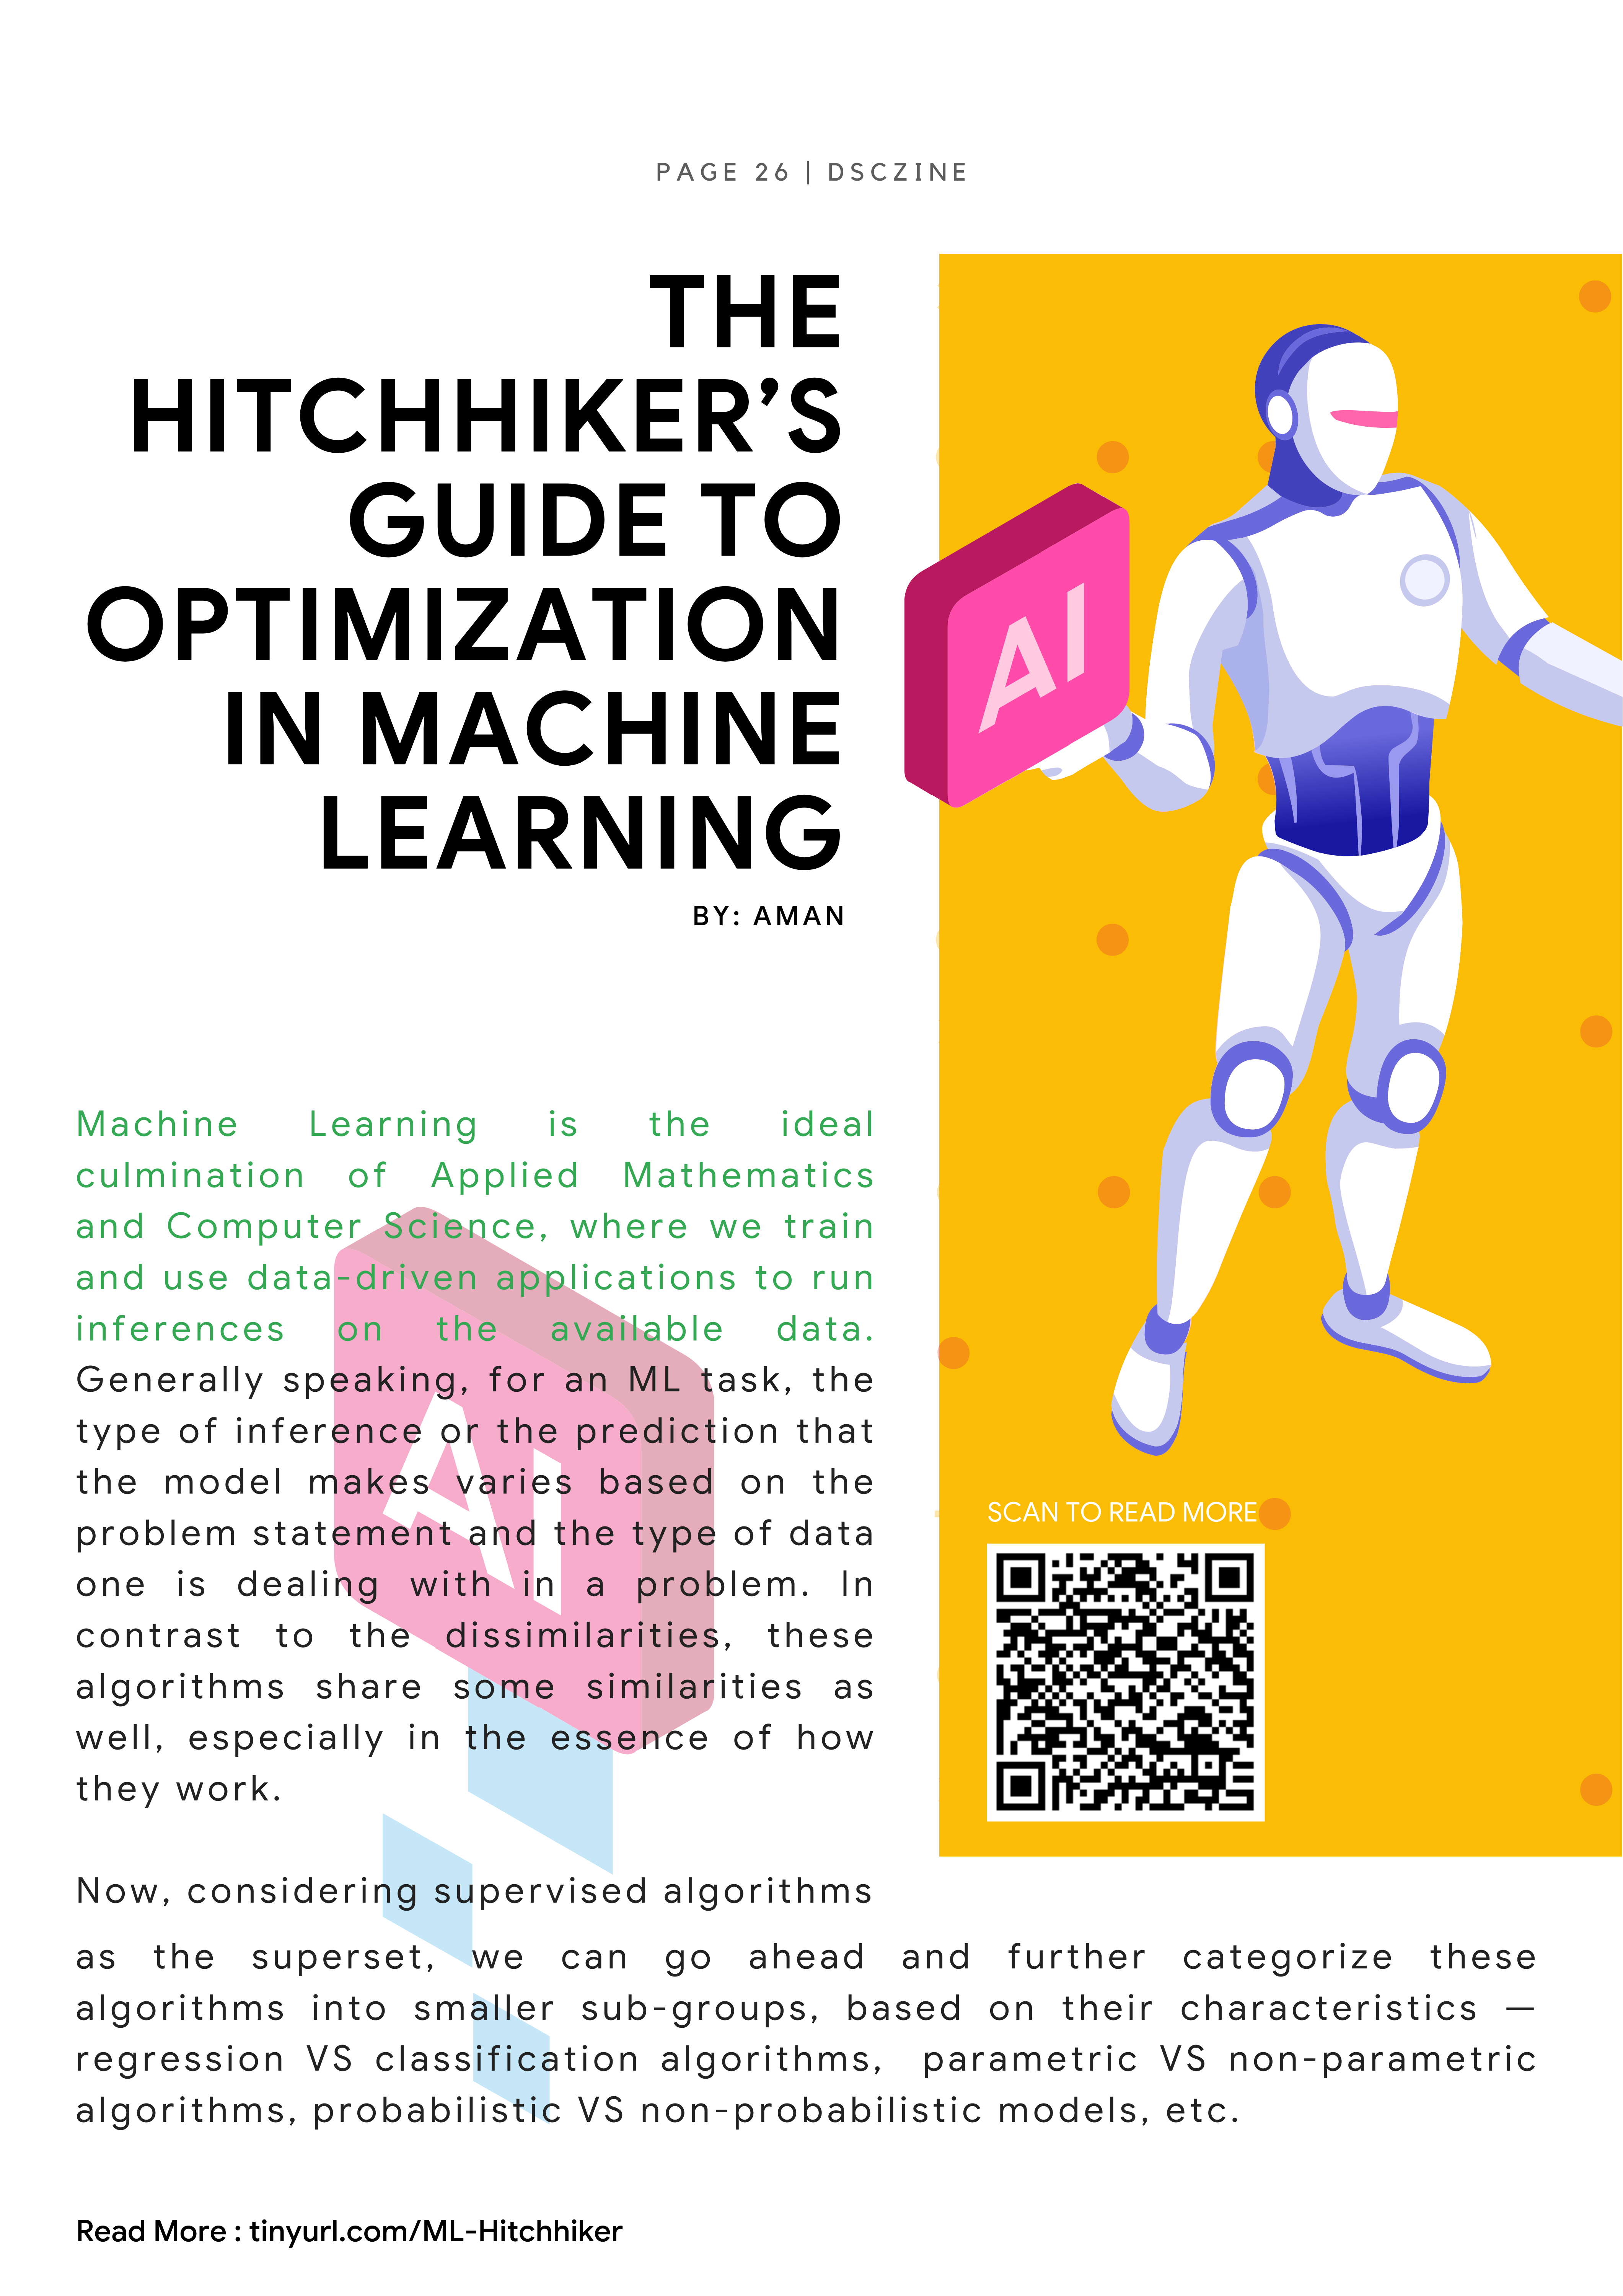 PAGE 26 | DSCZINE
THE
HITCHHIKER’S
GUIDE TO
OPTIMIZATION
IN MACHINE
LEARNING
BY: AMAN
AI
Machine Learning is the ideal
culmination of Applied Mathematics
and Computer Science, where we train
and use data-driven applications to run
inferences on the available data.
Generally speaking, for an ML task, the
type of inference or the prediction that
the model makes varies based on the
problem statement and the type of data
one is dealing with in a problem. In
contrast to the dissimilarities, these
algorithms share some similarities as
well, especially in the essence of how
they work.
AI
SCAN TO READ MORE
Now, considering supervised algorithms
as the superset, we can go ahead and further categorize these
algorithms into smaller sub-groups, based on their characteristics —
regression VS classification algorithms, parametric VS non-parametric
algorithms, probabilistic VS non-probabilistic models, etc.
Read More : tinyurl.com/ML-Hitchhiker